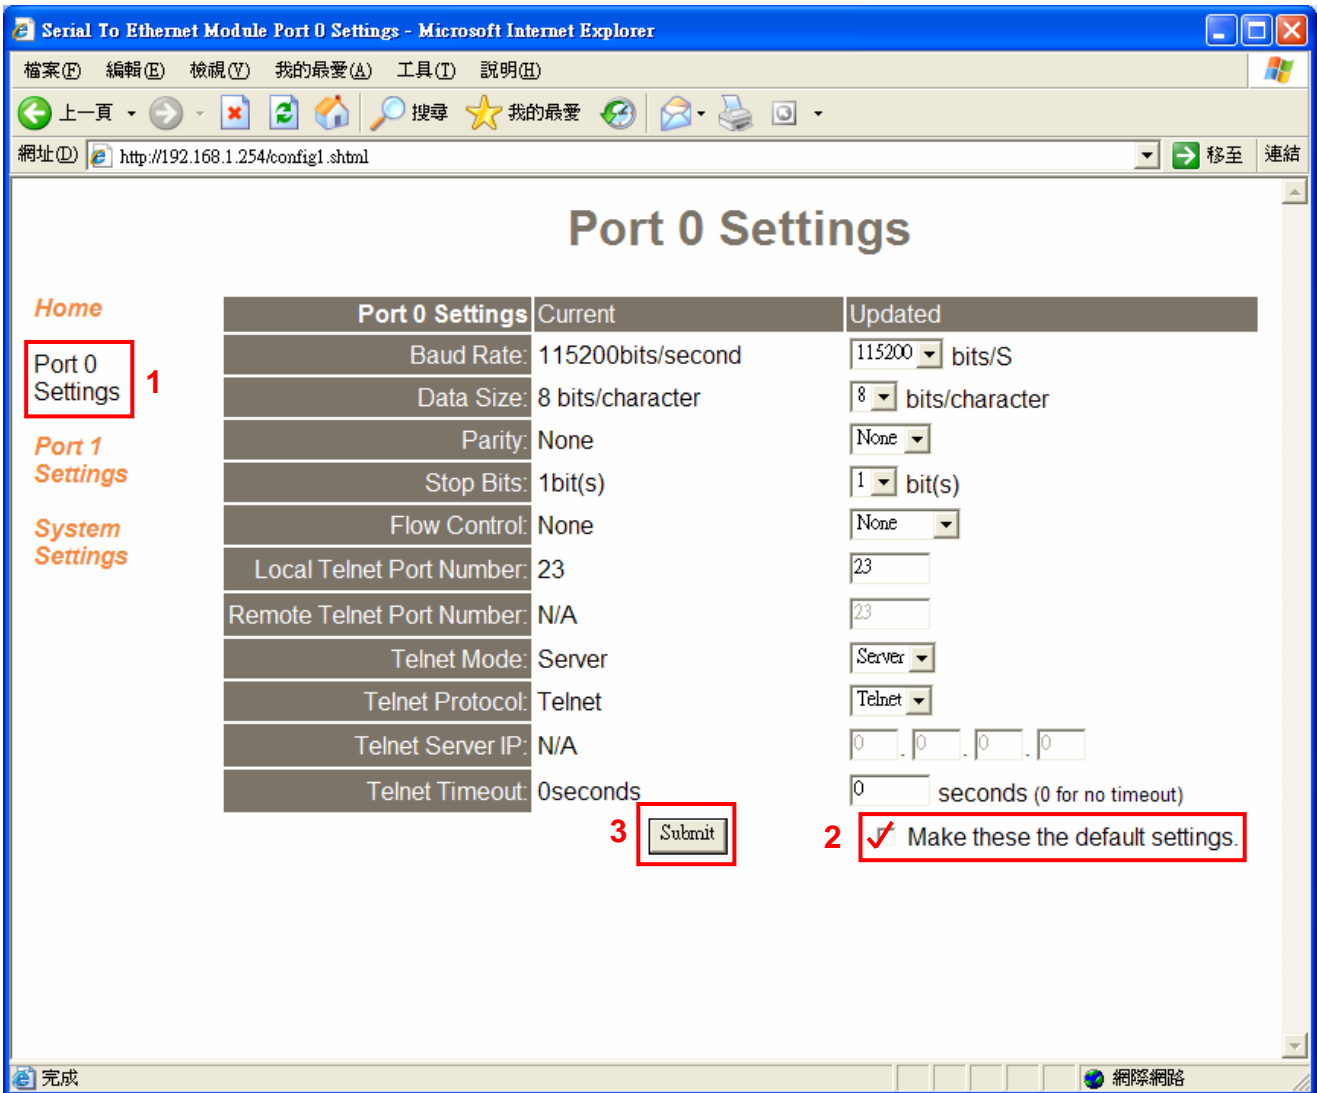 Serial To Ethernet Module Port 0 Settings - Microsoft Internet Explorer
檔案(F) 編輯(E) 檢視(V) 我的最愛(A) 工具(T) 說明(H)
上一頁 搜尋 我的最愛
網址(D) http://192.168.1.254/config1.shtml 移至 連結
Port 0 Settings
Home
Port 0
Settings
1
Port 1
Settings
System
Settings
Port 0 Settings Current Updated
Baud Rate: 115200bits/second 115200 bits/S
Data Size: 8 bits/character 8 bits/character
Parity: None None
Stop Bits: 1bit(s) 1 bit(s)
Flow Control: None None
Local Telnet Port Number: 23 23
Remote Telnet Port Number: N/A 23
Telnet Mode: Server Server
Telnet Protocol: Telnet Telnet
Telnet Server IP: N/A 0 . 0 . 0 . 0
Telnet Timeout: 0seconds 0 seconds (0 for no timeout)
3 Submit 2 Make these the default settings.
完成 網際網路